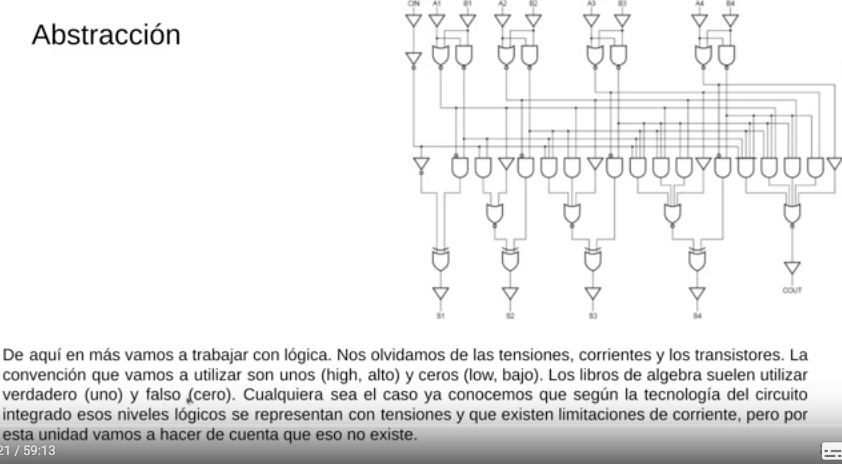 CIN A1 B1 A2 B2 A3 B3 A4 B4
Abstracción
COUT
S1 S2 S3 S4
De aquí en más vamos a trabajar con lógica. Nos olvidamos de las tensiones, corrientes y los transistores. La
convención que vamos a utilizar son unos (high, alto) y ceros (low, bajo). Los libros de algebra suelen utilizar
verdadero (uno) y falso (cero). Cualquiera sea el caso ya conocemos que según la tecnología del circuito
integrado esos niveles lógicos se representan con tensiones y que existen limitaciones de corriente, pero por
esta unidad vamos a hacer de cuenta que eso no existe.
21 / 59:13